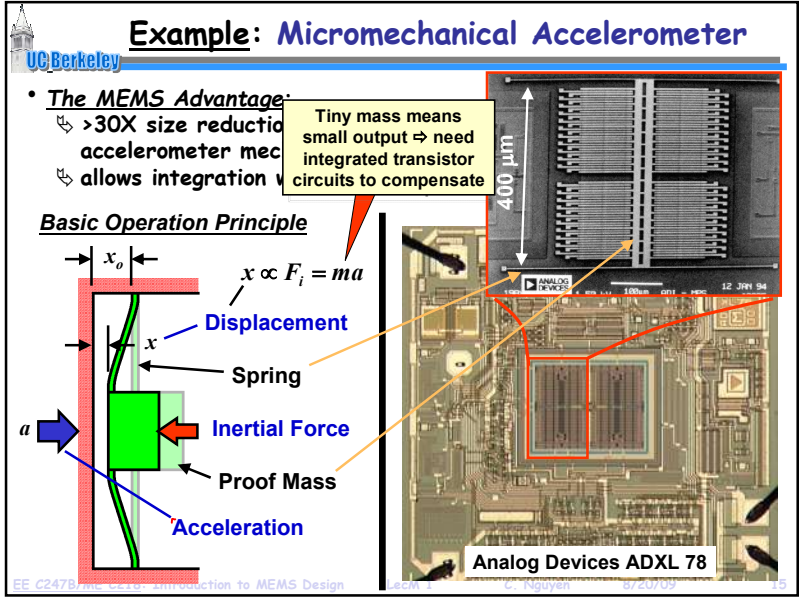 Example: Micromechanical Accelerometer
UC Berkeley
• The MEMS Advantage:
>30X size reductio
accelerometer mec
allows integration w
Tiny mass means
small output ⇨ need
integrated transistor
circuits to compensate
400 μm
ANALOG
DEVICES
100μm
12 JAN 94
Basic Operation Principle
xo
x ∝ Fi = ma
Displacement
x
Spring
a
Inertial Force
Proof Mass
Acceleration
Analog Devices ADXL 78
EE C247B/ME C218: Introduction to MEMS Design LecM 1 C. Nguyen 8/20/09 15